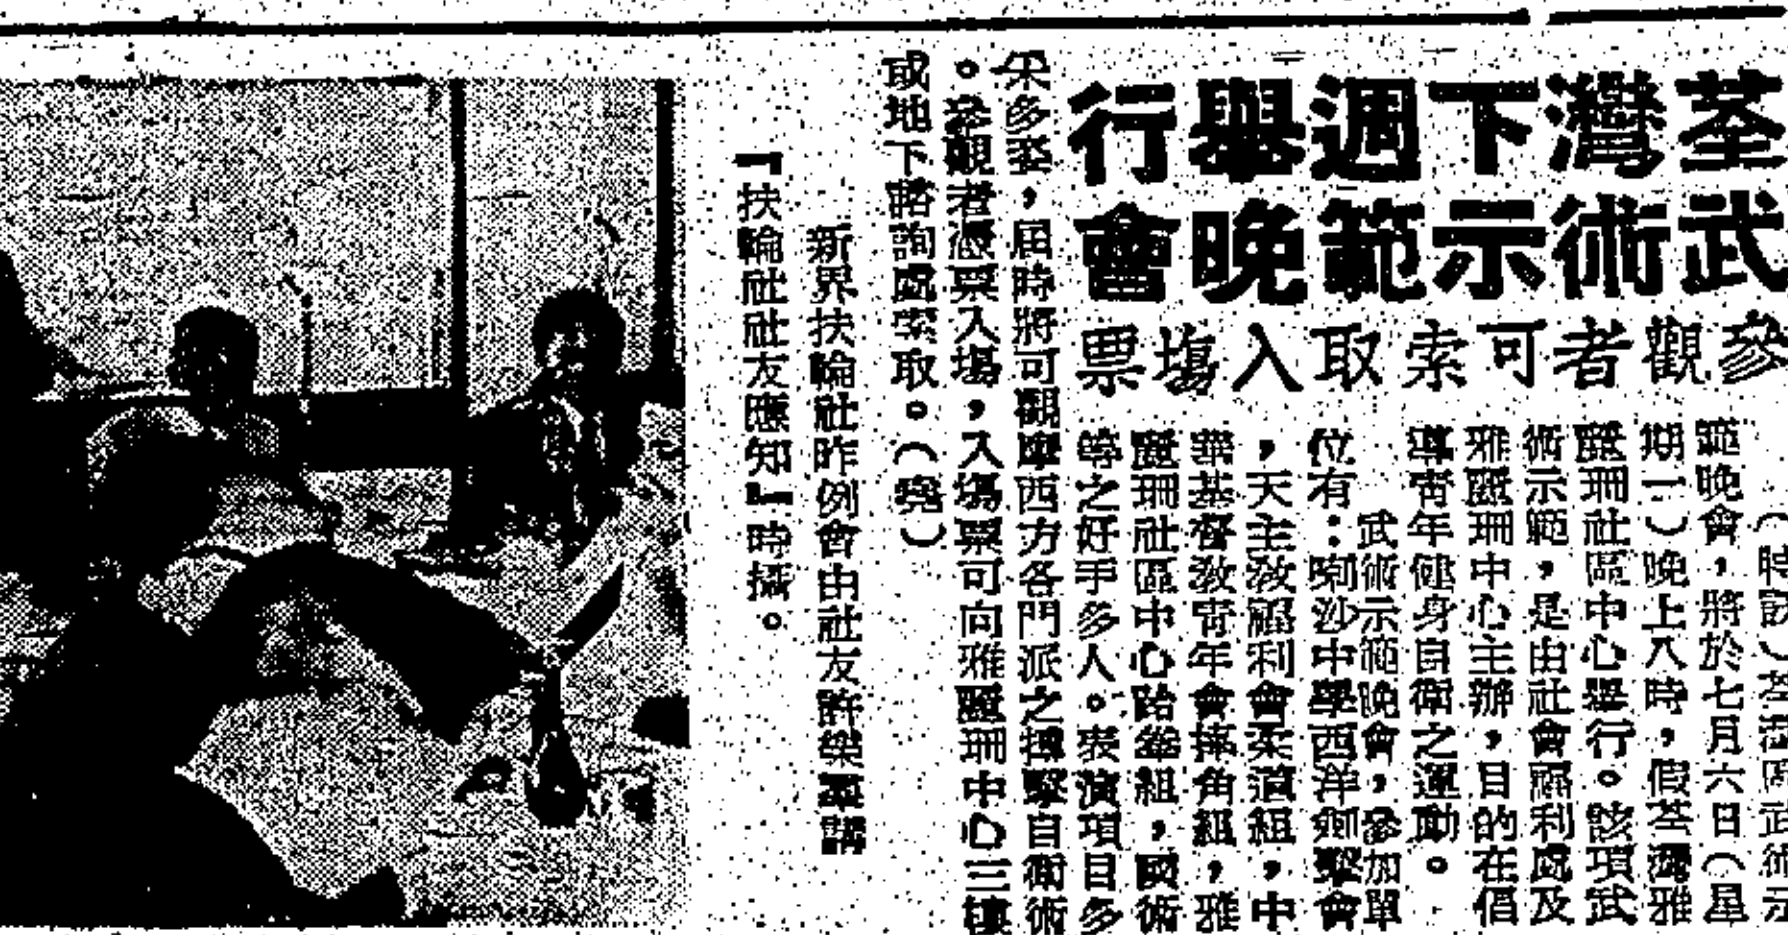 荃灣下週舉行
武術示範晚會
參觀者可索取入場票
(特訊)荃灣區武術示
範晚會，將於七月六日(星
期一)晚上八時，假荃灣雅
麗珊社區中心舉行。該項武
術示範，是由社會福利處及
雅麗珊中心主辦，目的在倡
導青年健身自衛之運動。
武術示範晚會，參加單
位有：喇沙中學西洋劍擊會
，天主教福利會柔道組，中
華基督教青年會摔角組，雅
麗珊社區中心跆拳組，國術
等之好手多人。表演項目多
采多姿，屆時將可觀摩西方各門派之搏擊自衛術
。參觀者憑票入場，入場票可向雅麗珊中心三樓
或地下諮詢處索取。(堯)
新界扶輪社昨例會由社友許樂羣講
「扶輪社社友應知」時攝。